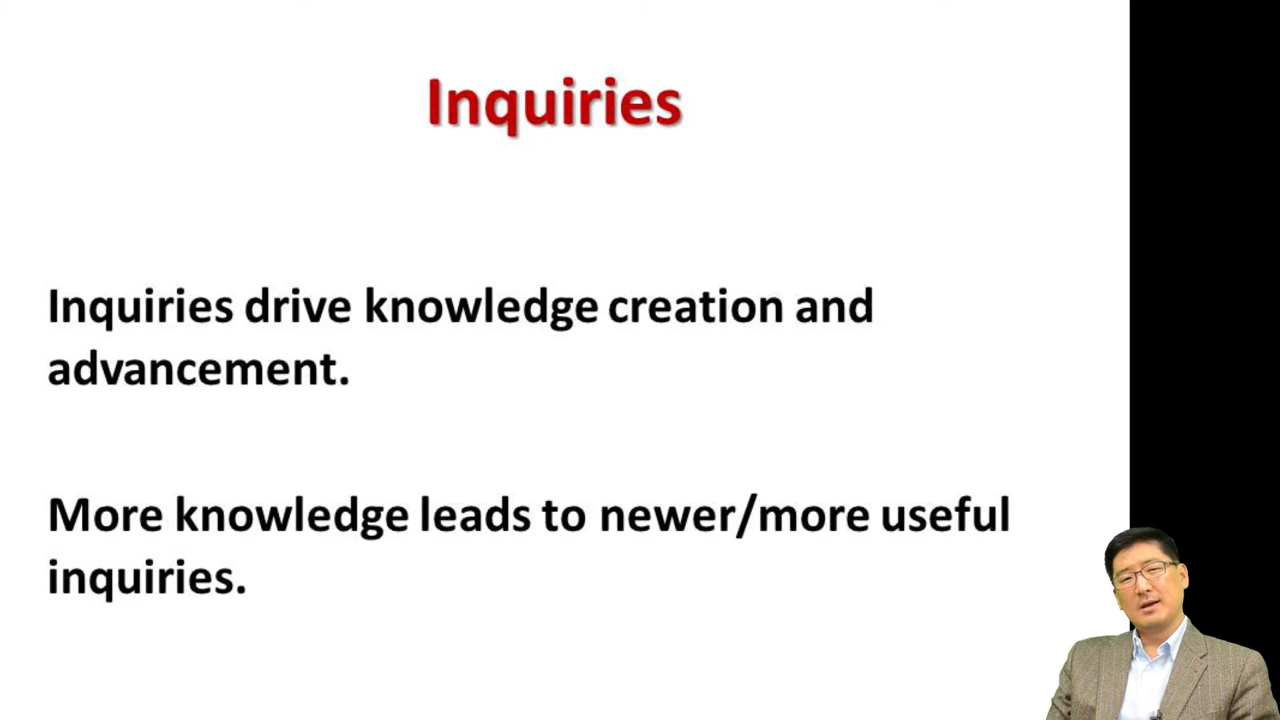 Inquiries
Inquiries drive knowledge creation and
advancement.
More knowledge leads to newer/more useful
inquiries.